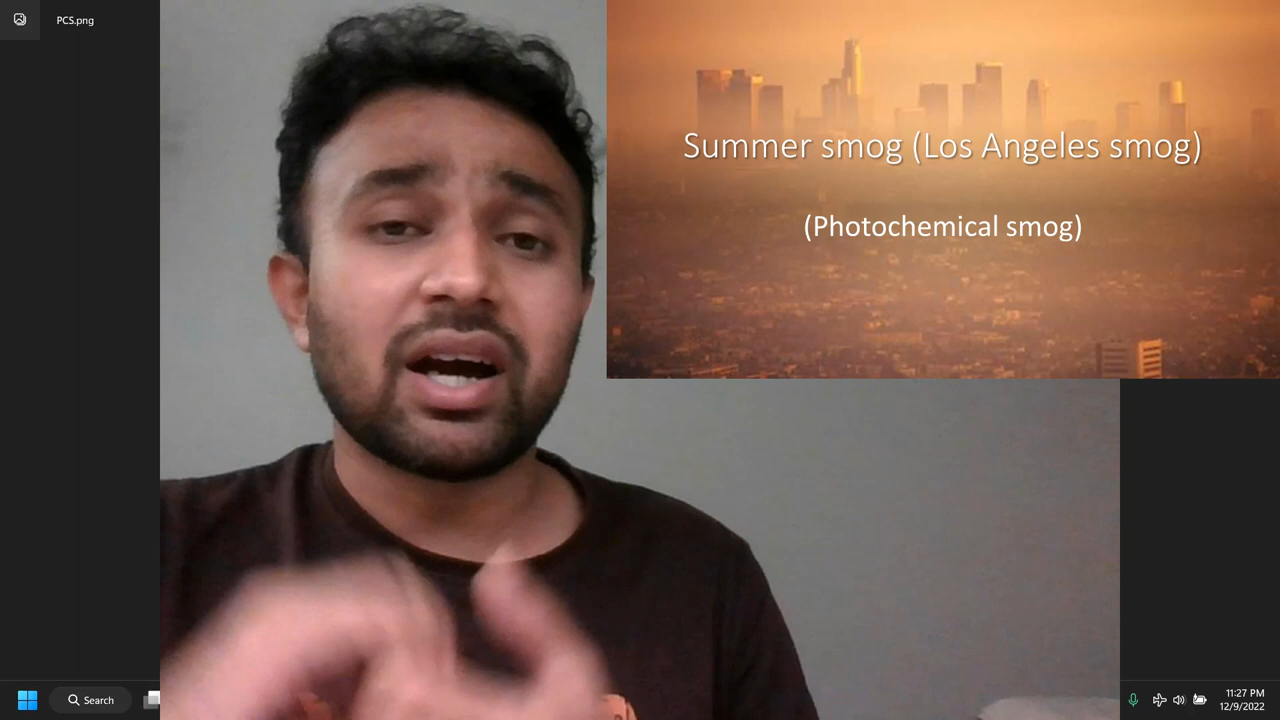 PCS.png
Summer smog (Los Angeles smog)
(Photochemical smog)
Search
11:27 PM
12/9/2022